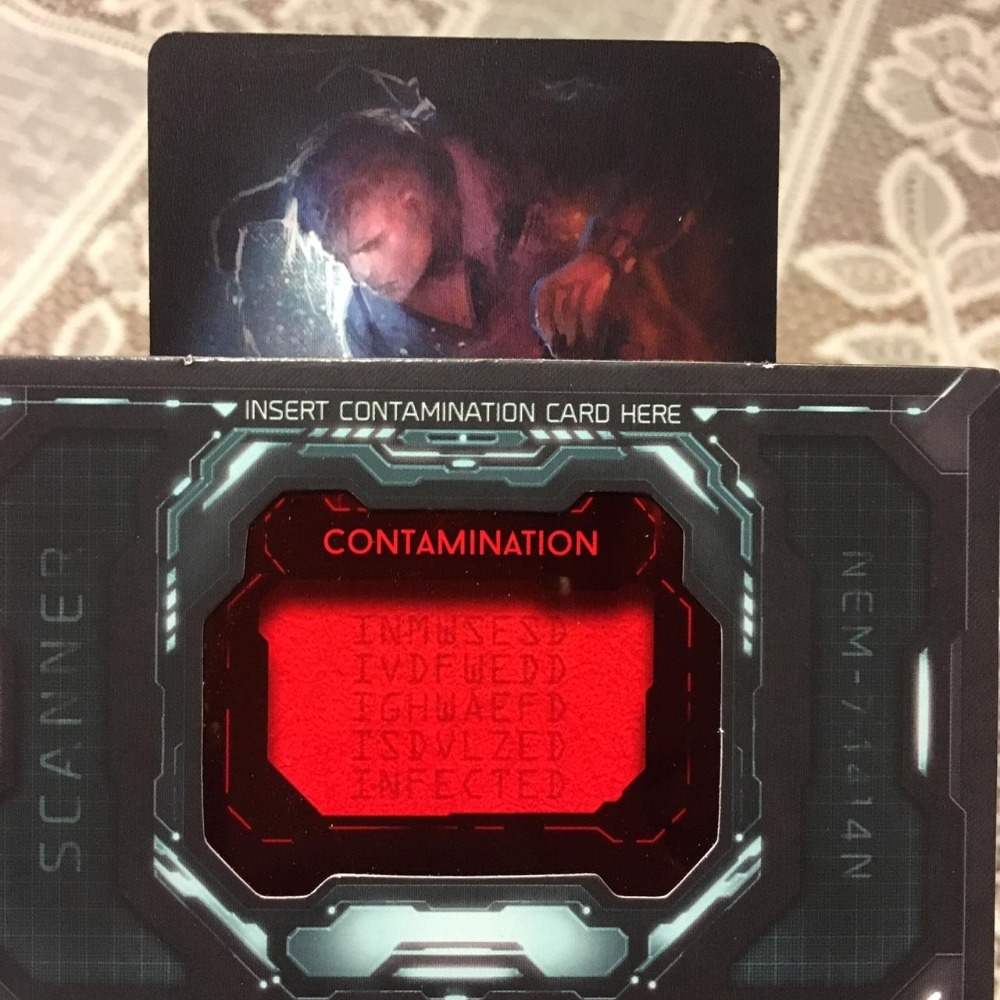 INSERT CONTAMINATION CARD HERE
CONTAMINATION
INMWSESD
IVDFWEDD
IGHWAEFD
ISDVLZED
INFECTED
SCANNER
NEM-7414N